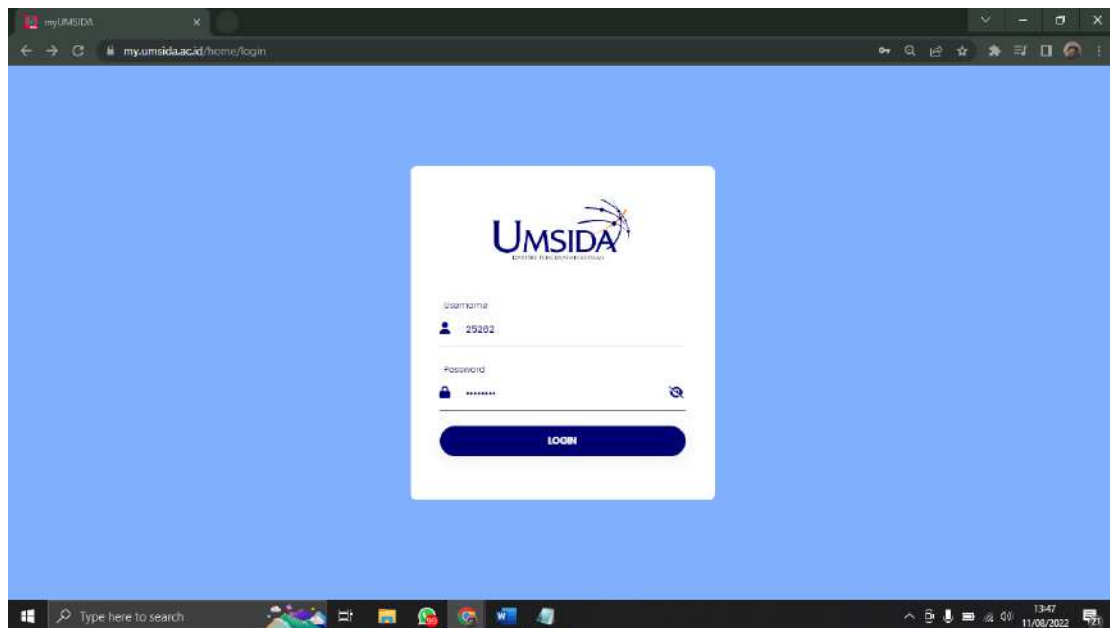 myUMSIDA
my.umsida.ac.id/home/login
UMSIDA
Username
25262
Password
LOGIN
Type here to search
13:47
11/08/2022